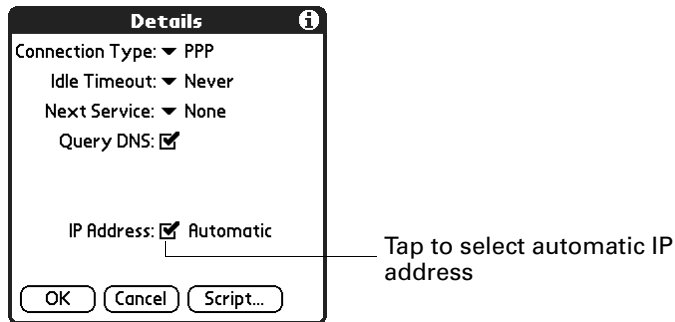 Details i
Connection Type: PPP
Idle Timeout: Never
Next Service: None
Query DNS:
IP Address: Automatic
Tap to select automatic IP
address
OK Cancel Script...